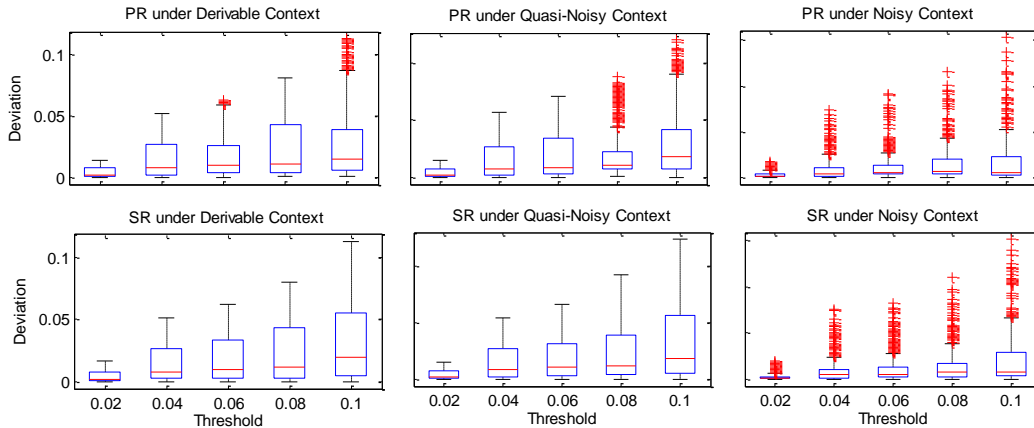 PR under Derivable Context
PR under Quasi-Noisy Context
PR under Noisy Context
0.1
0.05
0
Deviation
SR under Derivable Context
SR under Quasi-Noisy Context
SR under Noisy Context
0.1
0.05
0
Deviation
0.02 0.04 0.06 0.08 0.1
0.02 0.04 0.06 0.08 0.1
0.02 0.04 0.06 0.08 0.1
Threshold
Threshold
Threshold